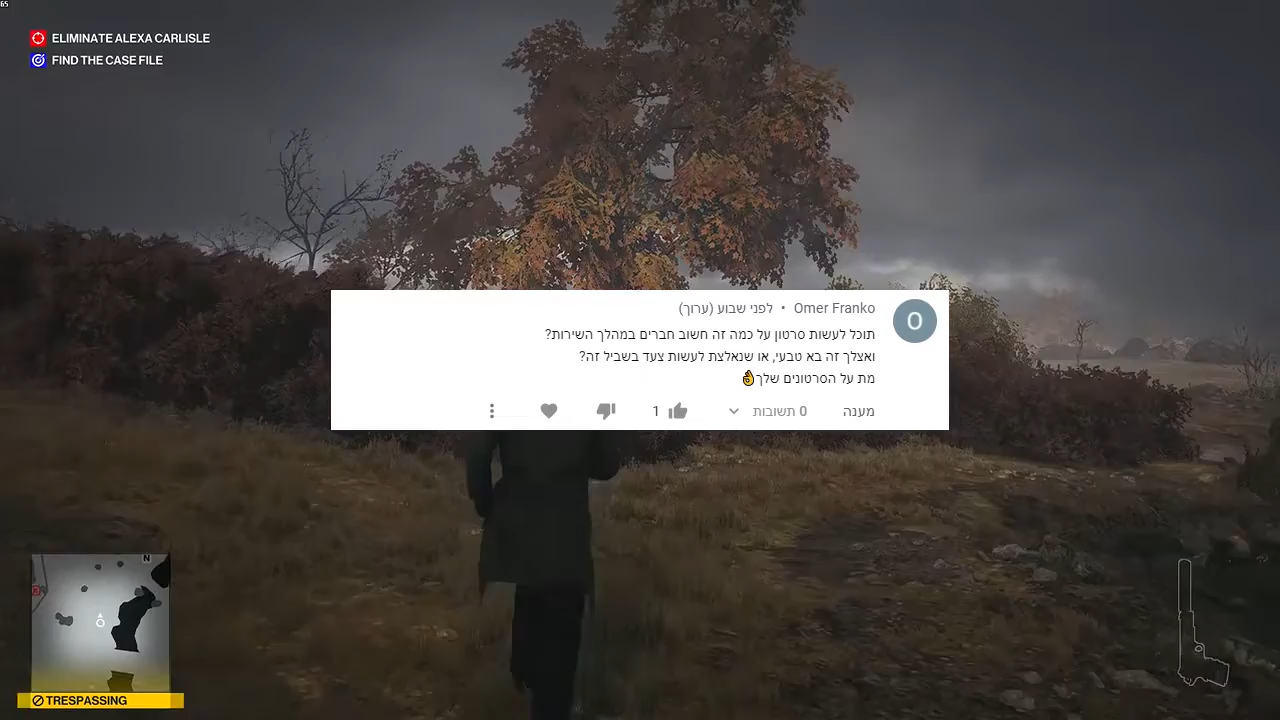 65
ELIMINATE ALEXA CARLISLE
FIND THE CASE FILE
Omer Franko • לפני שבוע (ערוך)
O
תוכל לעשות סרטון על כמה זה חשוב חברים במהלך השירות?
ואצלך זה בא טבעי, או שנאלצת לעשות צעד בשביל זה?
מת על הסרטונים שלך👌
מענה 0 תשובות 1
N
TRESPASSING